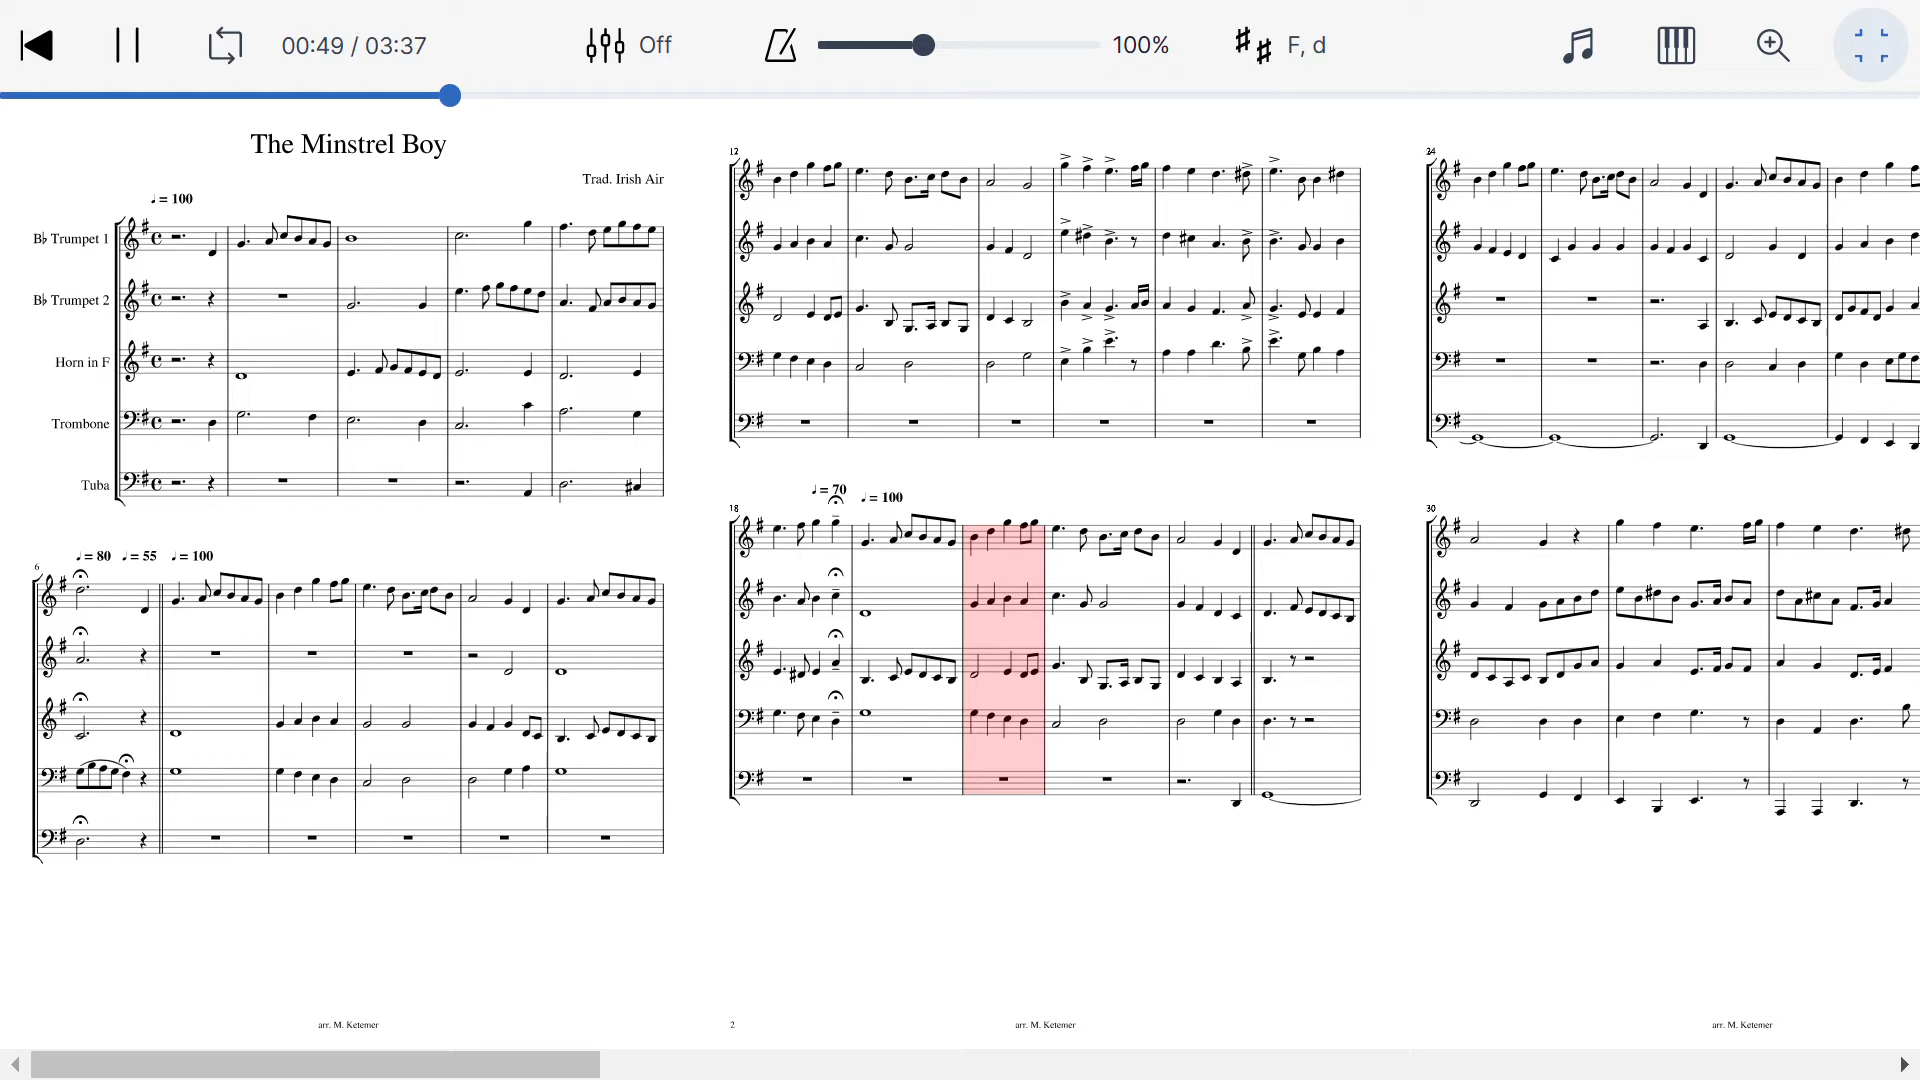 00:49 / 03:37
Off
100%
F, d
The Minstrel Boy
Trad. Irish Air
♩ = 100
B♭ Trumpet 1
B♭ Trumpet 2
Horn in F
Trombone
Tuba
6
♩ = 80 ♩ = 55 ♩ = 100
arr. M. Ketemer
12
18
♩ = 70
♩ = 100
2
arr. M. Ketemer
24
30
arr. M. Ketemer